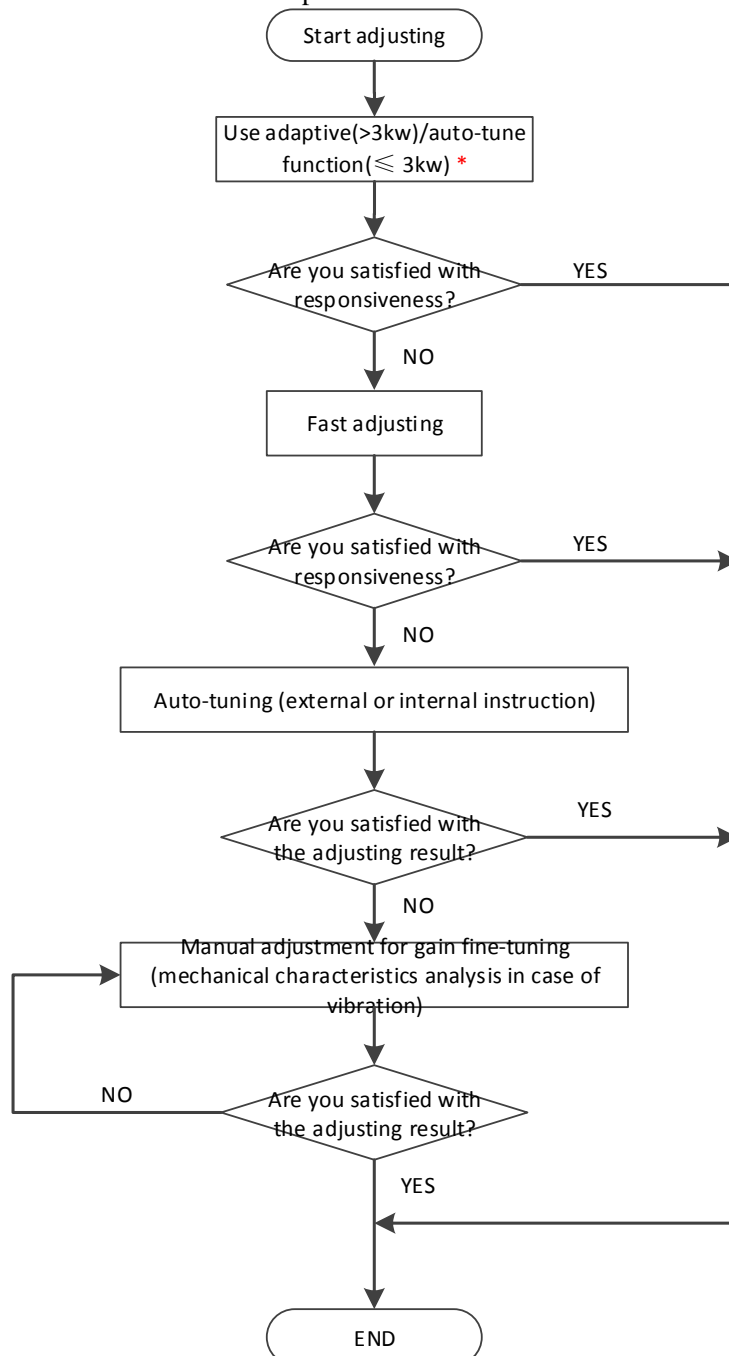 Start adjusting
Use adaptive(>3kw)/auto-tune
function(≦ 3kw) *
Are you satisfied with
responsiveness?
YES
NO
Fast adjusting
Are you satisfied with
responsiveness?
YES
NO
Auto-tuning (external or internal instruction)
Are you satisfied with
the adjusting result?
YES
NO
Manual adjustment for gain fine-tuning
(mechanical characteristics analysis in case of
vibration)
Are you satisfied with
the adjusting result?
NO
YES
END